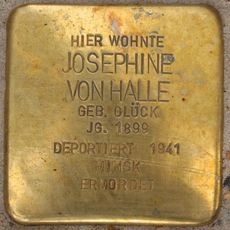 HIER WOHNTE
JOSEPHINE
VON HALLE
GEB. GLÜCK
JG. 1899
DEPORTIERT 1941
MINSK
ERMORDET